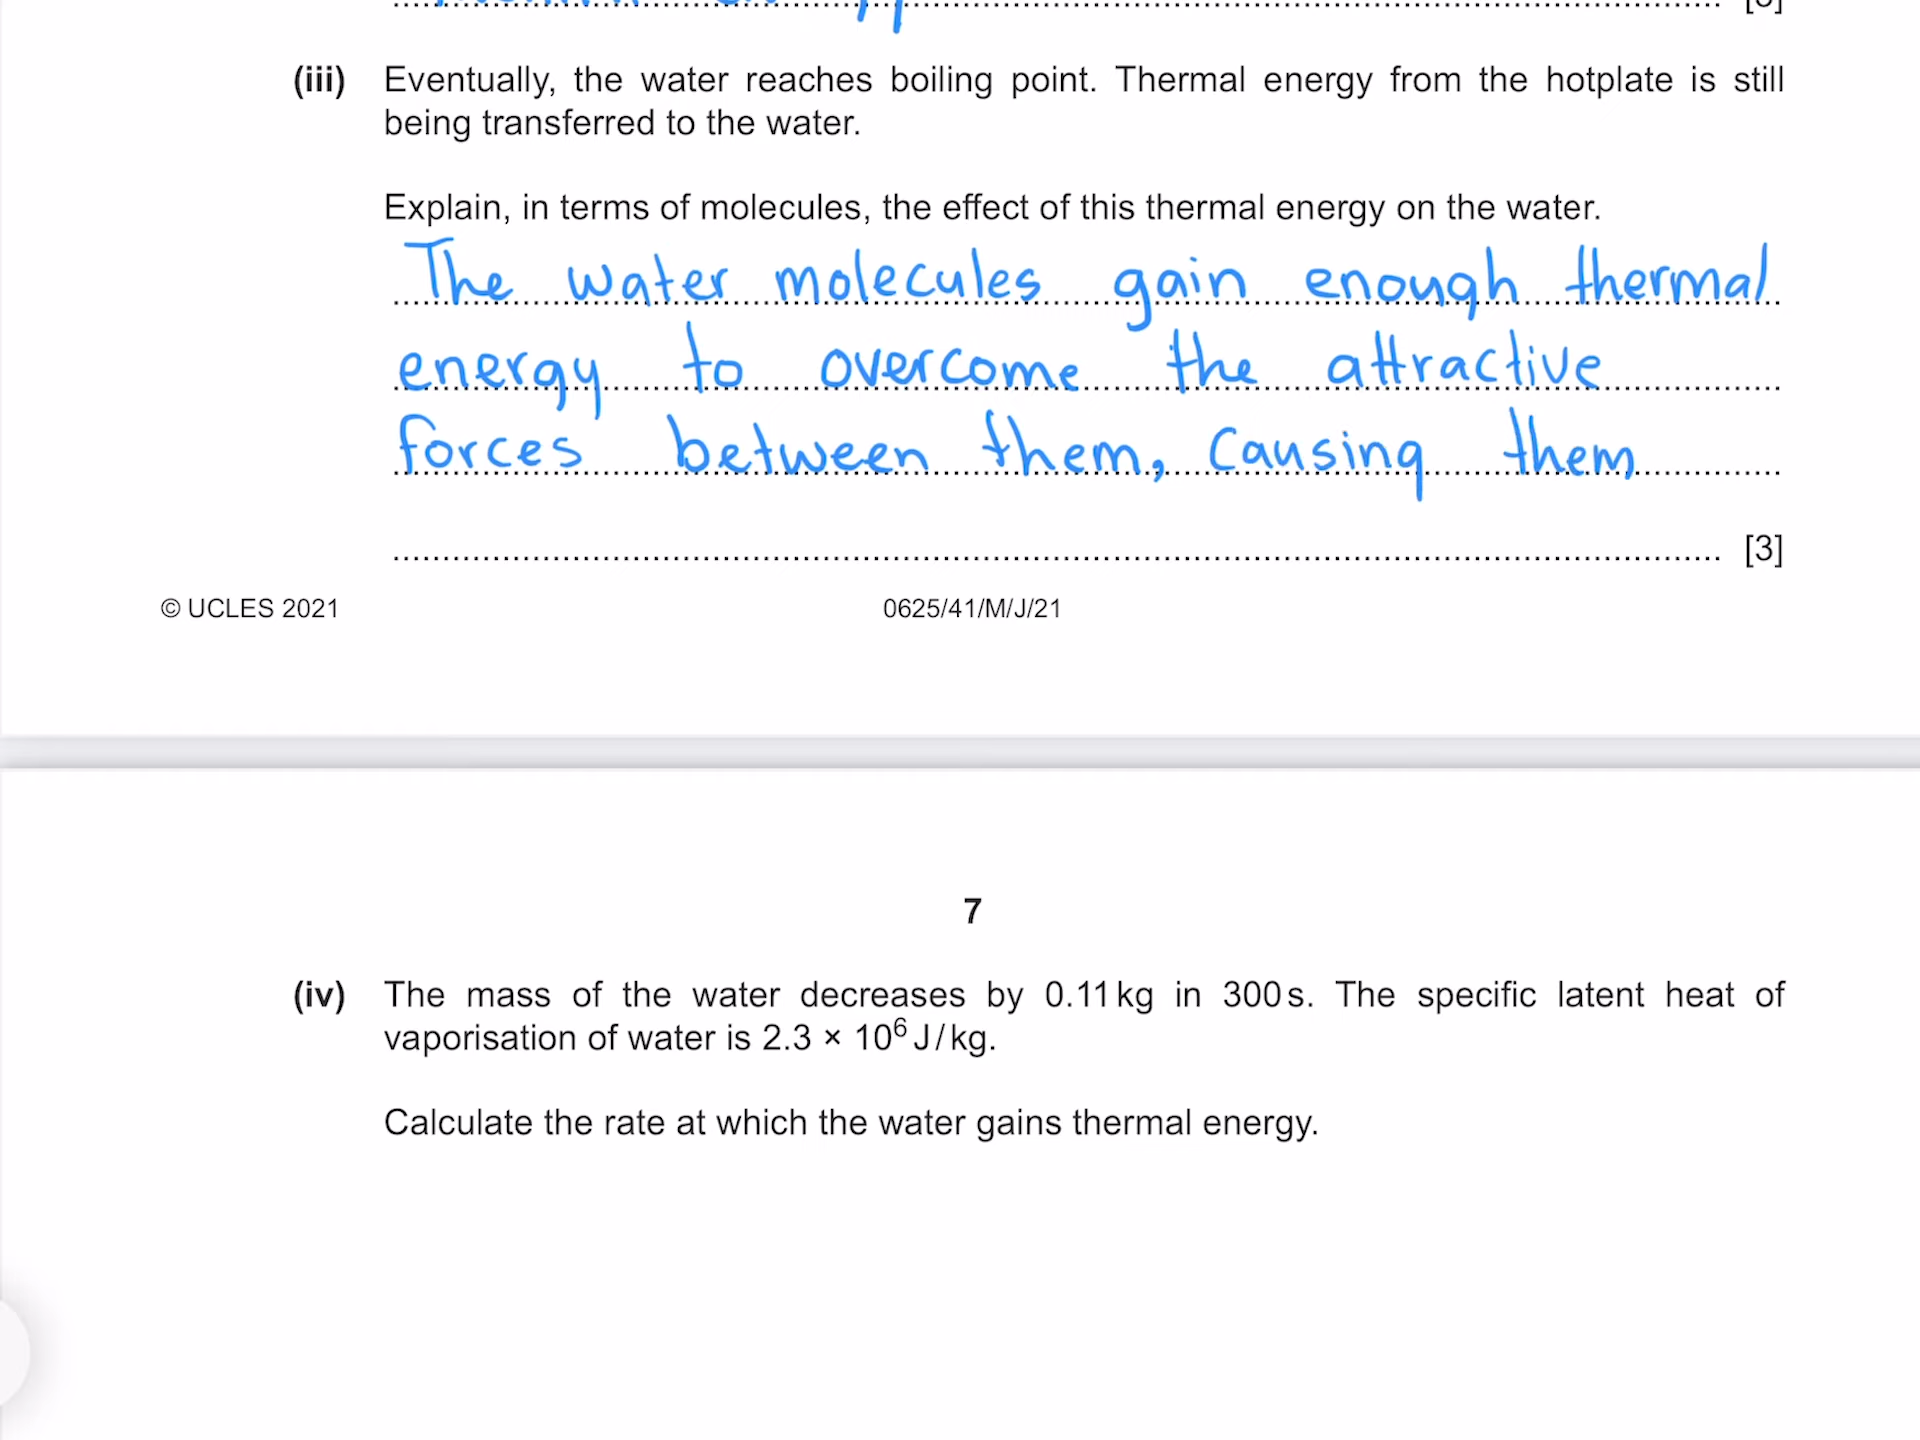 (iii) Eventually, the water reaches boiling point. Thermal energy from the hotplate is still
being transferred to the water.
Explain, in terms of molecules, the effect of this thermal energy on the water.
The water molecules gain enough thermal
energy to overcome the attractive
forces between them, causing them
[3]
© UCLES 2021 0625/41/M/J/21
7
(iv) The mass of the water decreases by 0.11 kg in 300 s. The specific latent heat of
vaporisation of water is 2.3 × 10⁶ J/kg.
Calculate the rate at which the water gains thermal energy.